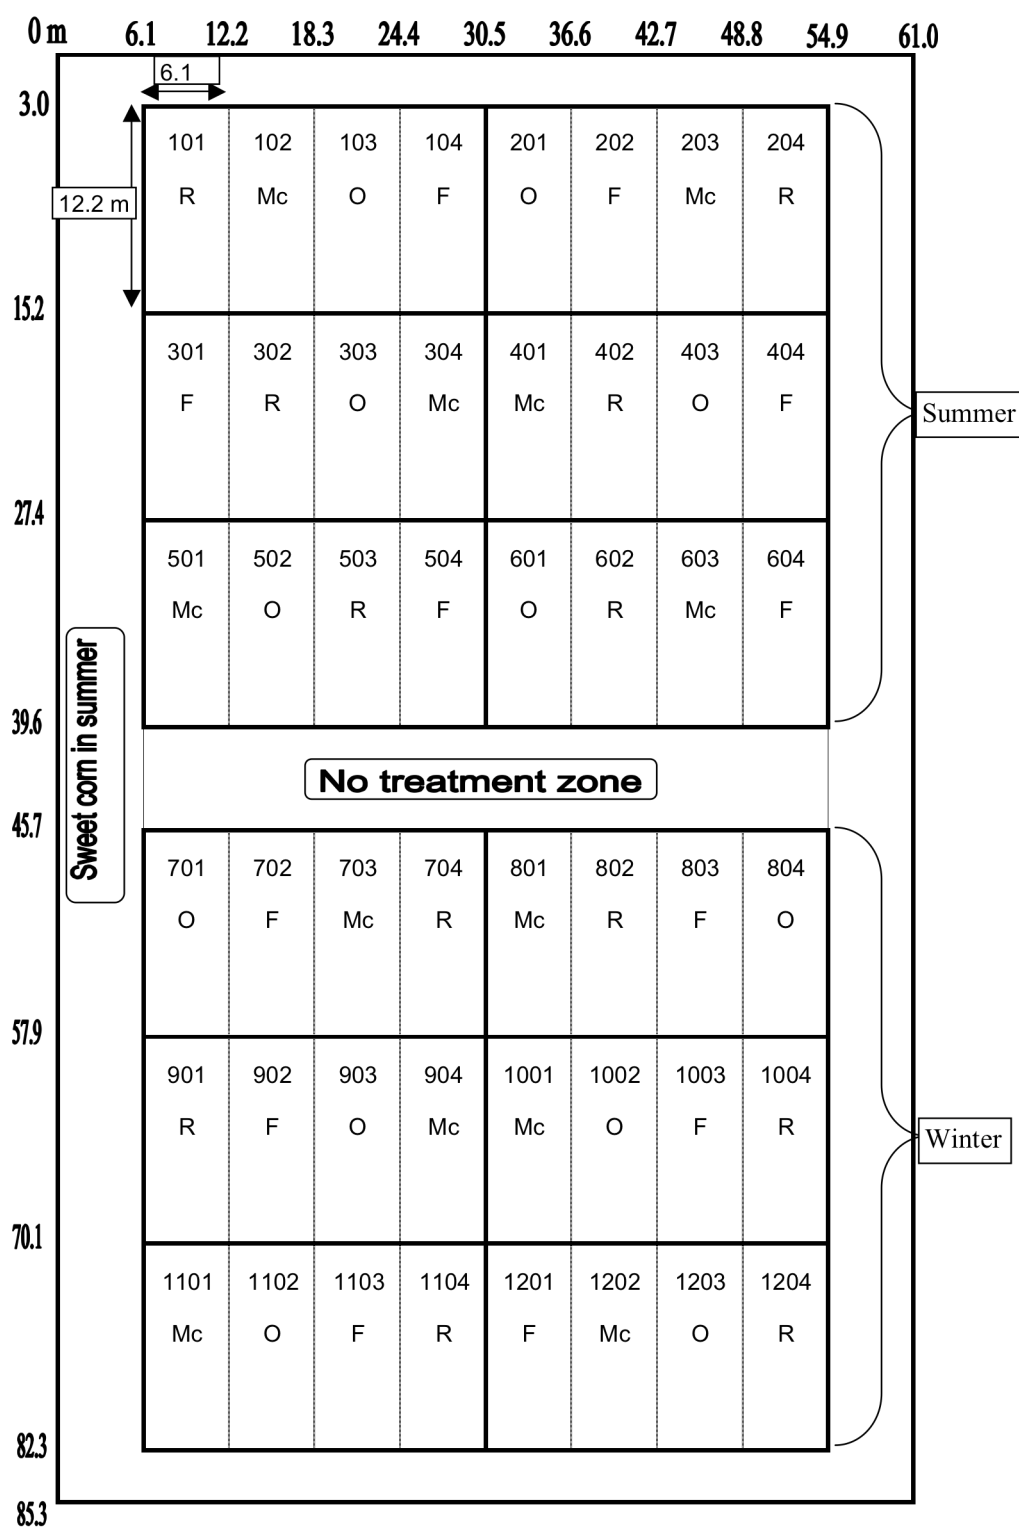 0 m 6.1 12.2 18.3 24.4 30.5 36.6 42.7 48.8 54.9 61.0
6.1
3.0
101 102 103 104 201 202 203 204
R Mc O F O F Mc R
12.2 m
15.2
301 302 303 304 401 402 403 404
F R O Mc Mc R O F
Summer
27.4
501 502 503 504 601 602 603 604
Mc O R F O R Mc F
Sweet corn in summer
39.6
No treatment zone
45.7
701 702 703 704 801 802 803 804
O F Mc R Mc R F O
57.9
901 902 903 904 1001 1002 1003 1004
R F O Mc Mc O F R
Winter
70.1
1101 1102 1103 1104 1201 1202 1203 1204
Mc O F R F Mc O R
82.3
85.3